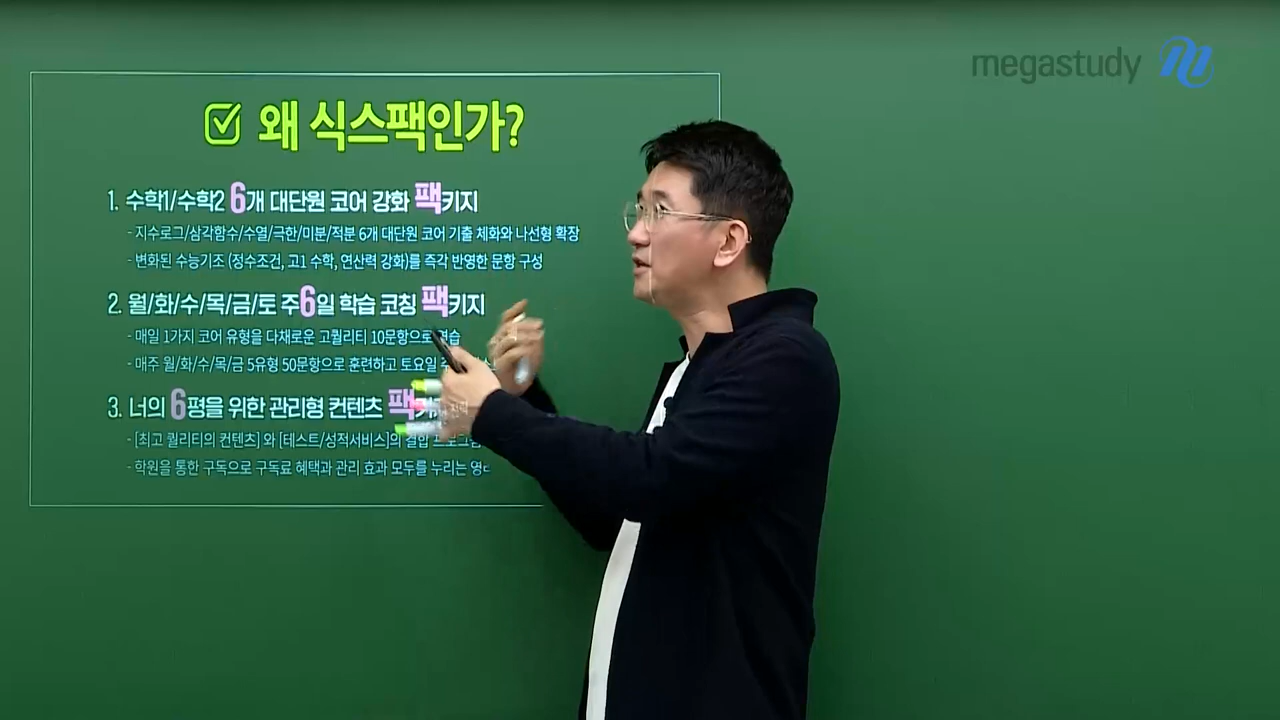 megastudy
왜 식스팩인가?
1. 수학1/수학2 6개 대단원 코어 강화 팩키지
- 지수로그/삼각함수/수열/극한/미분/적분 6개 대단원 코어 기출 체화와 나선형 확장
- 변화된 수능기조 (정수조건, 고1 수학, 연산력 강화)를 즉각 반영한 문항 구성
2. 월/화/수/목/금/토 주6일 학습 코칭 팩키지
- 매일 1가지 코어 유형을 다채로운 고퀄리티 10문항으로
- 매주 월/화/수/목/금 5유형 50문항으로 훈련하고 토요일
3. 너의 6평을 위한 관리형 컨텐츠
- [최고 퀄리티의 컨텐츠] 와 [테스트/성적서비스]의 결합
- 학원을 통한 구독으로 구독료 혜택과 관리 효과 모두를 누리는